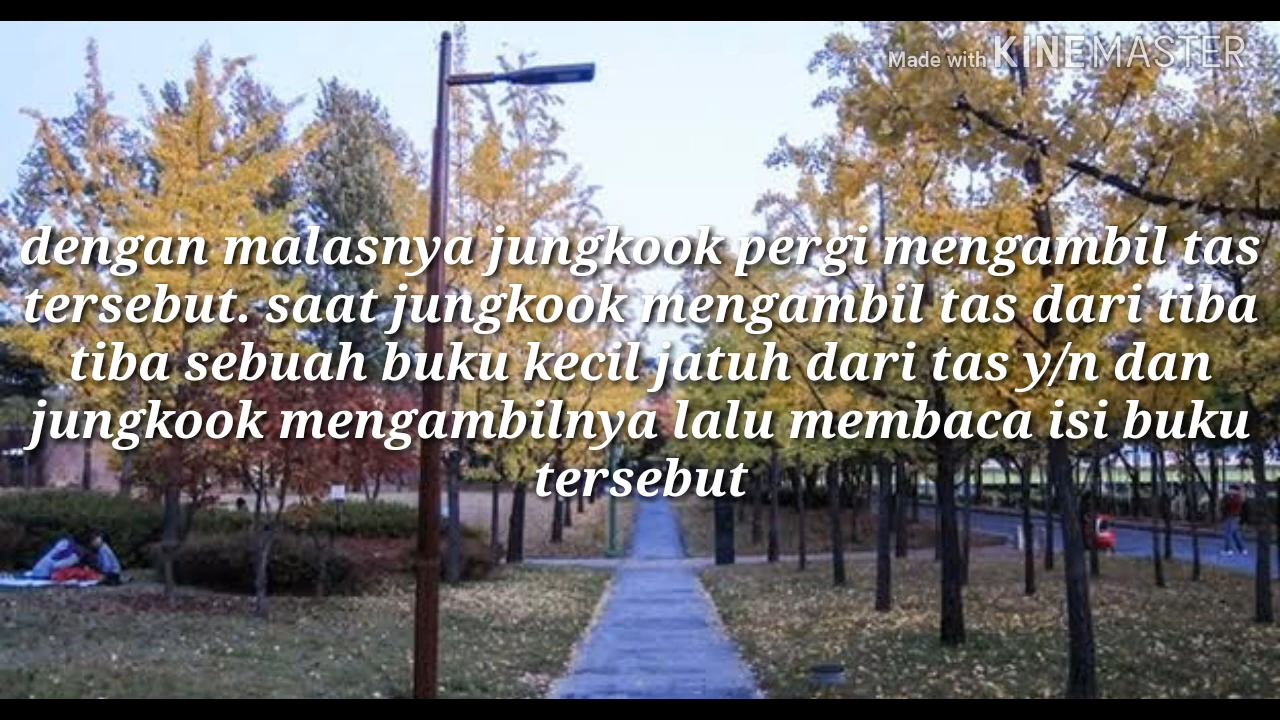 Made with KINEMASTER
dengan malasnya jungkook pergi mengambil tas
tersebut. saat jungkook mengambil tas dari tiba
tiba sebuah buku kecil jatuh dari tas y/n dan
jungkook mengambilnya lalu membaca isi buku
tersebut